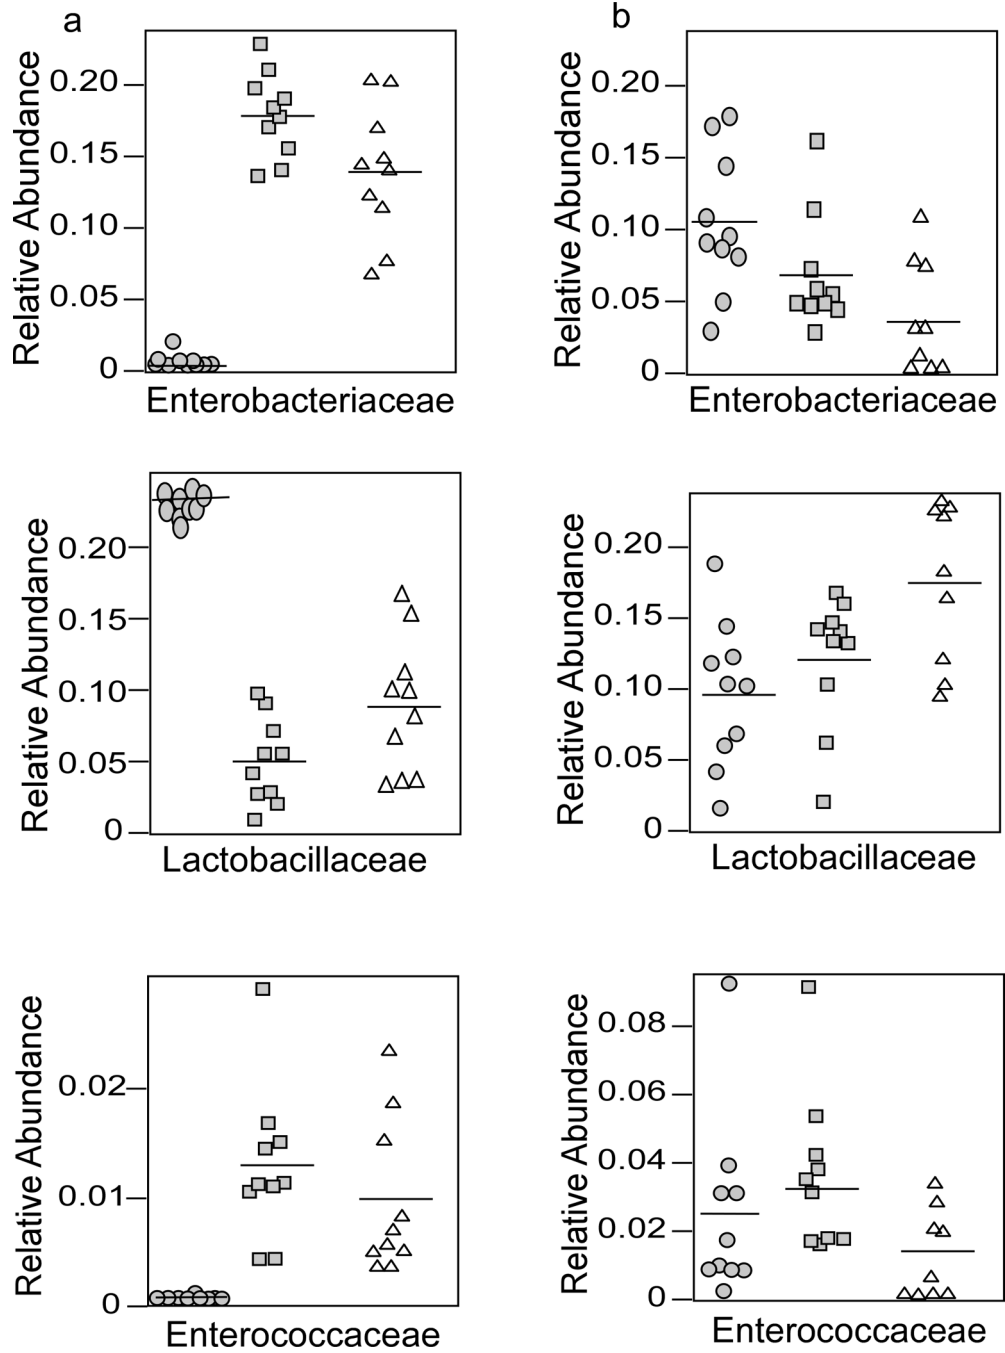 a
b
Relative Abundance
0.20
0.15
0.10
0.05
0
Enterobacteriaceae
Relative Abundance
0.20
0.15
0.10
0.05
0
Enterobacteriaceae
Relative Abundance
0.20
0.15
0.10
0.05
0
Lactobacillaceae
Relative Abundance
0.20
0.15
0.10
0.05
0
Lactobacillaceae
Relative Abundance
0.02
0.01
0
Enterococcaceae
Relative Abundance
0.08
0.06
0.04
0.02
0
Enterococcaceae